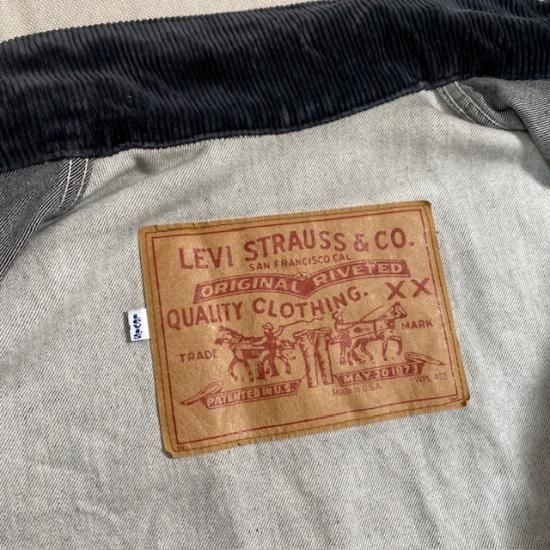 LEVI STRAUSS & CO.
SAN FRANCISCO CAL
ORIGINAL RIVETED
QUALITY CLOTHING. XX
TRADE MARK
PATENTED IN U.S. MAY 20 1873
Made in U.S.A. WPL 423